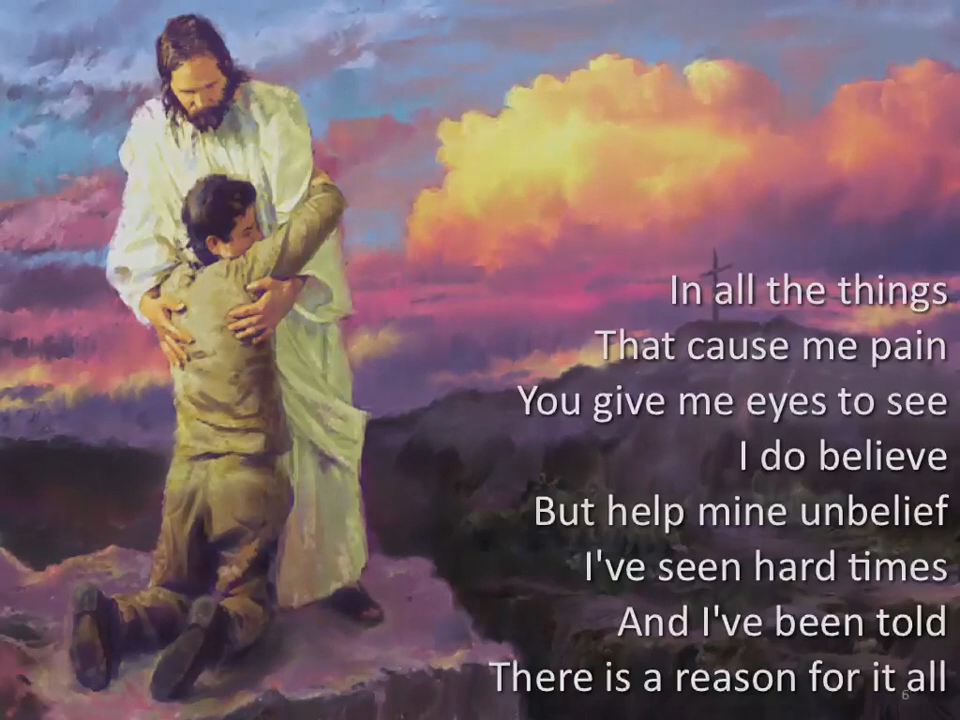 In all the things
That cause me pain
You give me eyes to see
I do believe
But help mine unbelief
I've seen hard times
And I've been told
There is a reason for it all
6